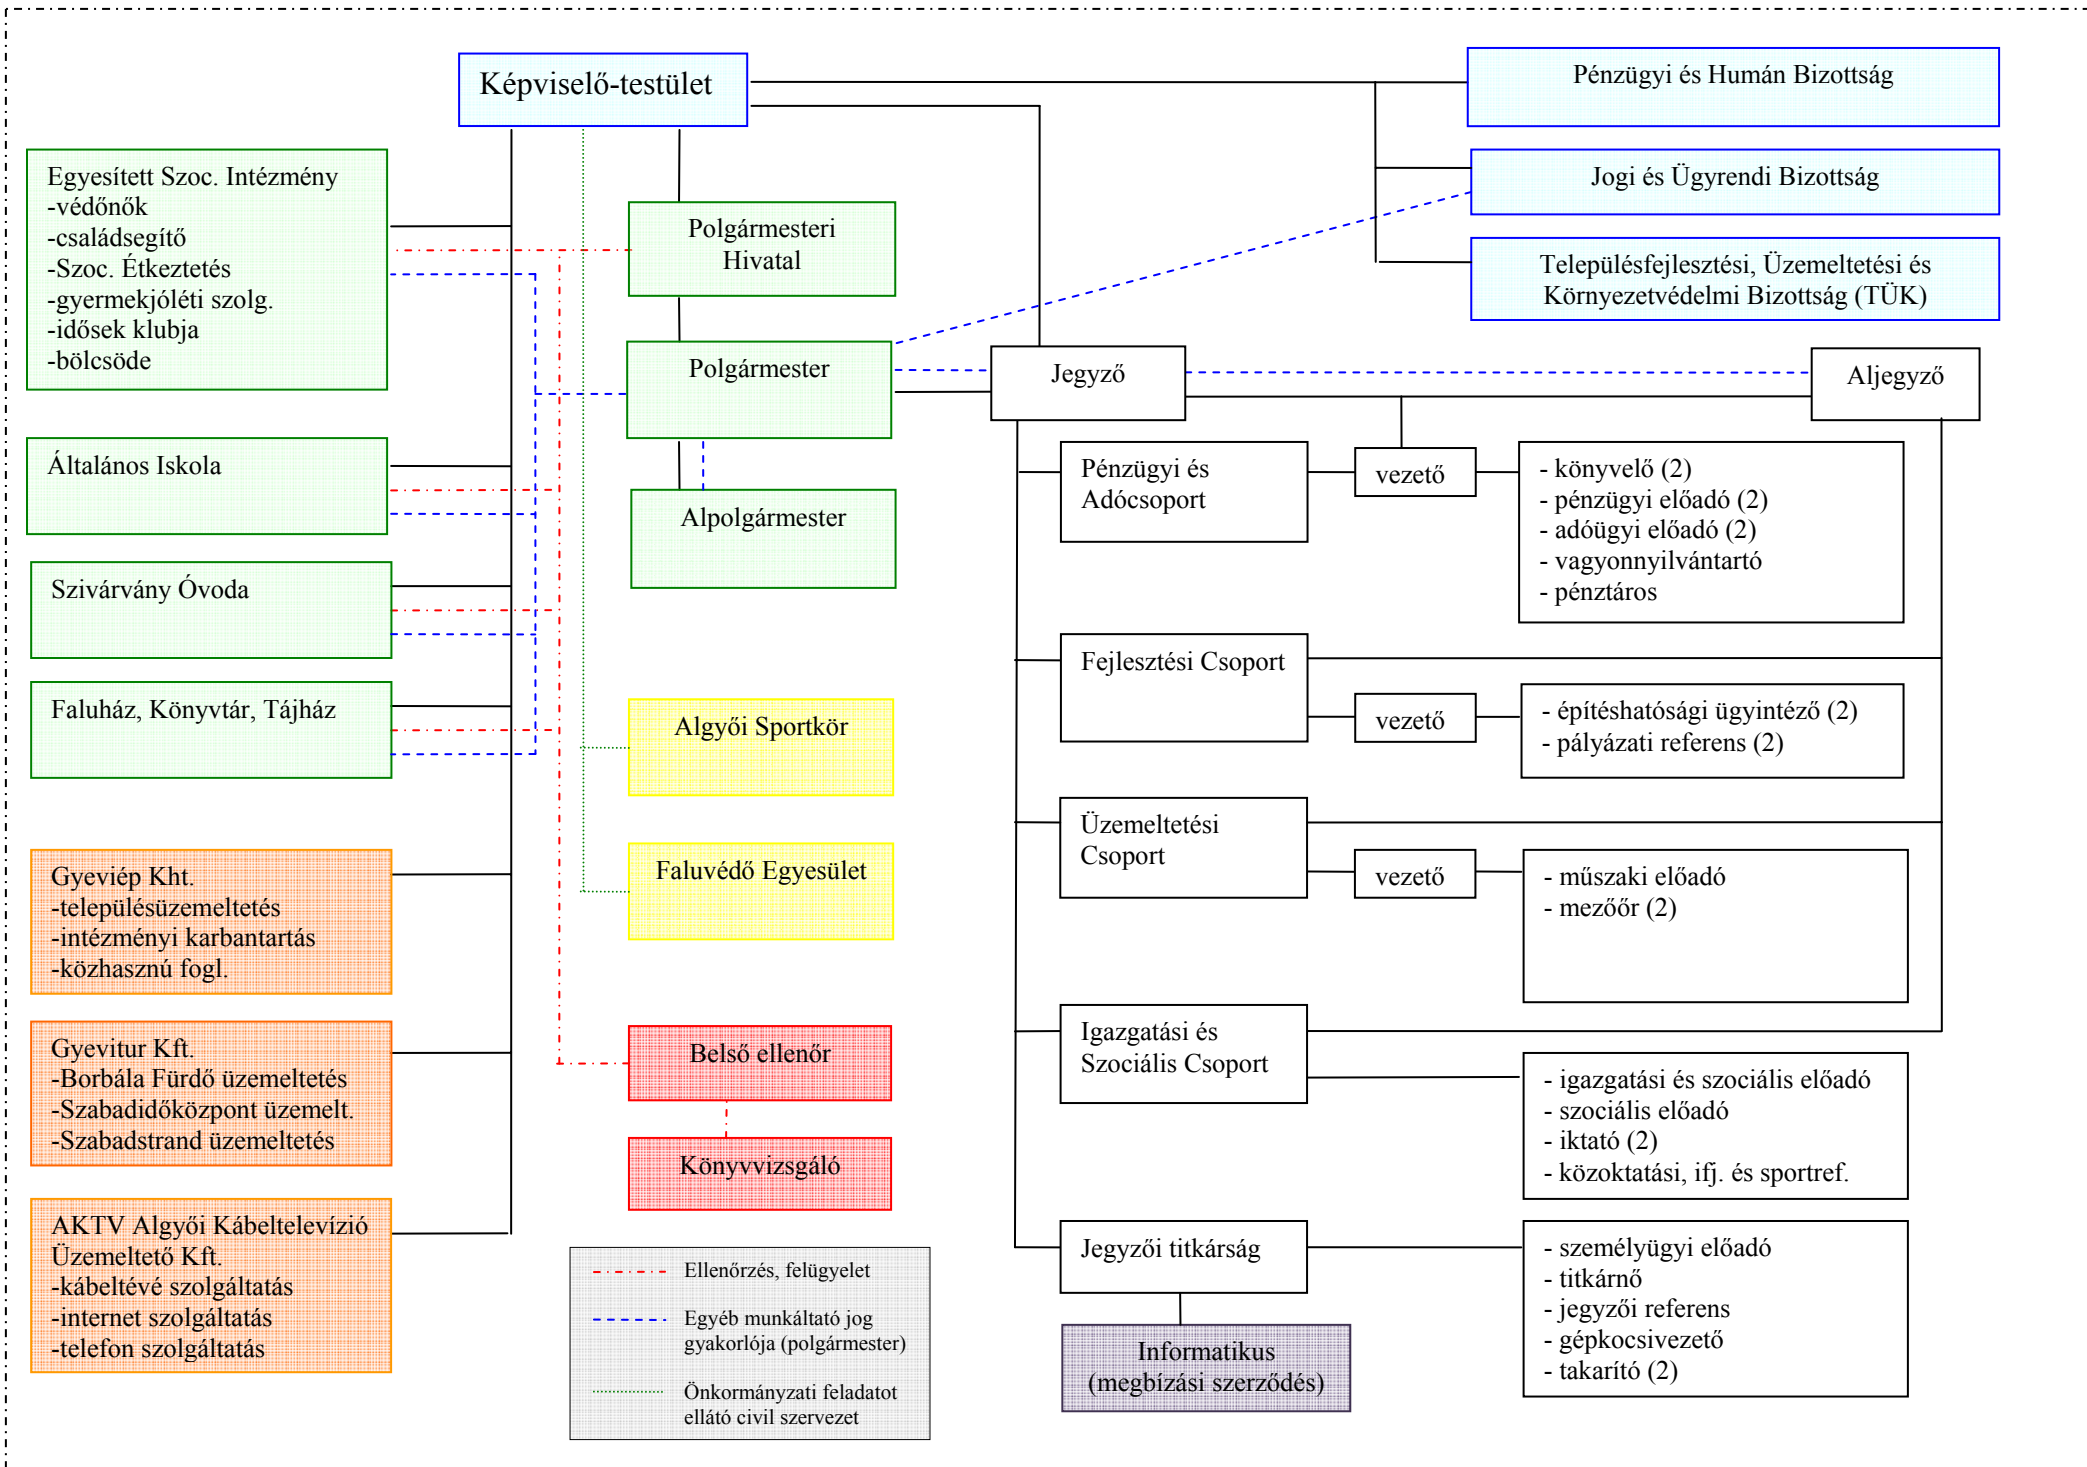 Képviselő-testület
Pénzügyi és Humán Bizottság
Jogi és Ügyrendi Bizottság
Településfejlesztési, Üzemeltetési és
Környezetvédelmi Bizottság (TÜK)
Egyesített Szoc. Intézmény
-védőnők
-családsegítő
-Szoc. Étkeztetés
-gyermekjóléti szolg.
-idősek klubja
-bölcsöde
Általános Iskola
Szivárvány Óvoda
Faluház, Könyvtár, Tájház
Gyeviép Kht.
-településüzemeltetés
-intézményi karbantartás
-közhasznú fogl.
Gyevitur Kft.
-Borbála Fürdő üzemeltetés
-Szabadidőközpont üzemelt.
-Szabadstrand üzemeltetés
AKTV Algyői Kábeltelevízió
Üzemeltető Kft.
-kábeltévé szolgáltatás
-internet szolgáltatás
-telefon szolgáltatás
Polgármesteri
Hivatal
Polgármester
Alpolgármester
Algyői Sportkör
Faluvédő Egyesület
Belső ellenőr
Könyvvizsgáló
Ellenőrzés, felügyelet
Egyéb munkáltató jog
gyakorlója (polgármester)
Önkormányzati feladatot
ellátó civil szervezet
Jegyző
Aljegyző
Pénzügyi és
Adócsoport
vezető
- könyvelő (2)
- pénzügyi előadó (2)
- adóügyi előadó (2)
- vagyonnyilvántartó
- pénztáros
Fejlesztési Csoport
vezető
- építéshatósági ügyintéző (2)
- pályázati referens (2)
Üzemeltetési
Csoport
vezető
- műszaki előadó
- mezőőr (2)
Igazgatási és
Szociális Csoport
- igazgatási és szociális előadó
- szociális előadó
- iktató (2)
- közoktatási, ifj. és sportref.
Jegyzői titkárság
- személyügyi előadó
- titkárnő
- jegyzői referens
- gépkocsivezető
- takarító (2)
Informatikus
(megbízási szerződés)